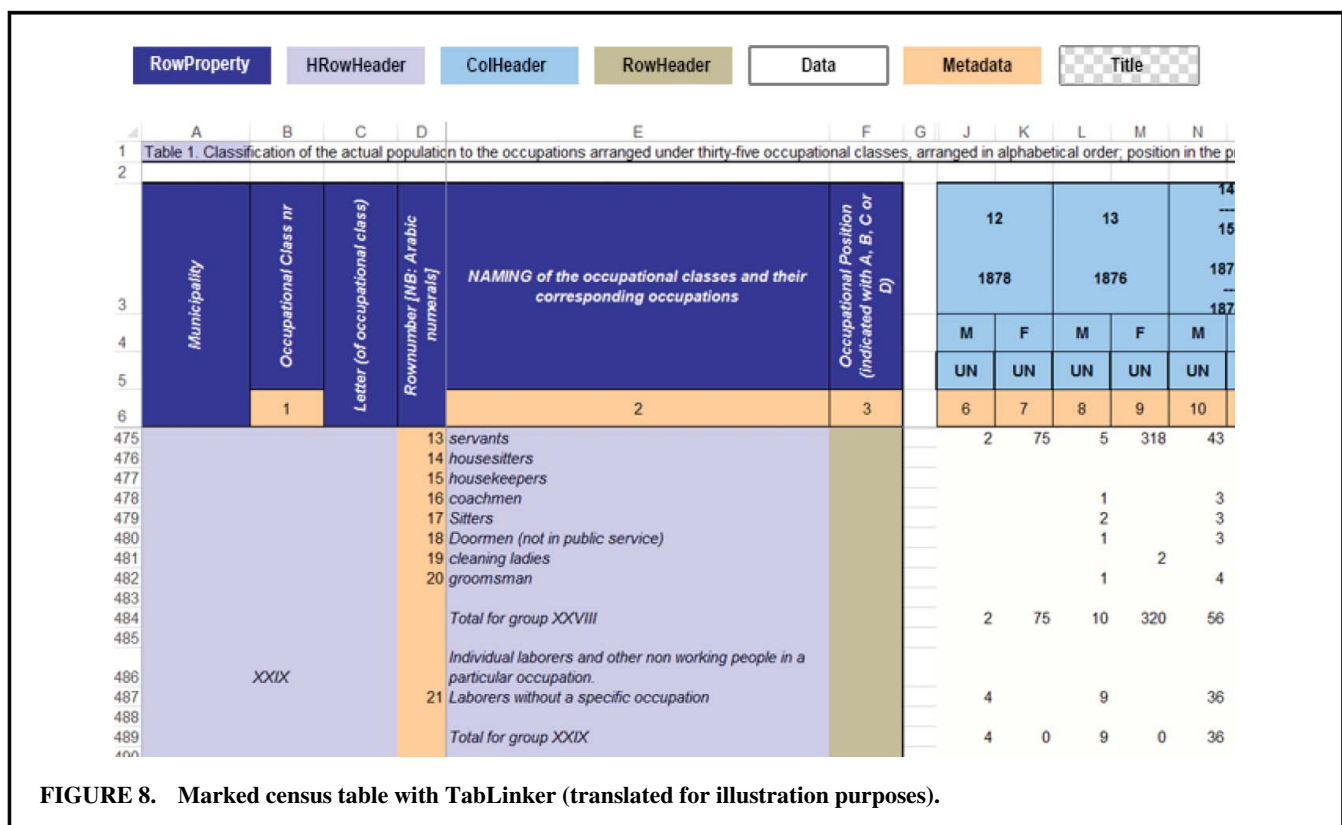 RowProperty HRowHeader ColHeader RowHeader Data Metadata Title
A B C D E F G J K L M N
1 Table 1. Classification of the actual population to the occupations arranged under thirty-five occupational classes, arranged in alphabetical order; position in the
2
3
4
5
6
Municipality
Occupational Class nr
Letter (of occupational class)
Rownumber [NB: Arabic
numerals]
NAMING of the occupational classes and their
corresponding occupations
Occupational Position
(indicated with A, B, C or
D)
12 13 14
---
15
1878 1876 187
---
187
M F M F M
UN UN UN UN UN
1 2 3 6 7 8 9 10
475 13 servants 2 75 5 318 43
476 14 housesitters
477 15 housekeepers
478 16 coachmen 1 3
479 17 Sitters 2 3
480 18 Doormen (not in public service) 1 3
481 19 cleaning ladies 2
482 20 groomsman 1 4
483
484 Total for group XXVIII 2 75 10 320 56
485
Individual laborers and other non working people in a
486 XXIX particular occupation.
487 21 Laborers without a specific occupation 4 9 36
488
489 Total for group XXIX 4 0 9 0 36
FIGURE 8. Marked census table with TabLinker (translated for illustration purposes).